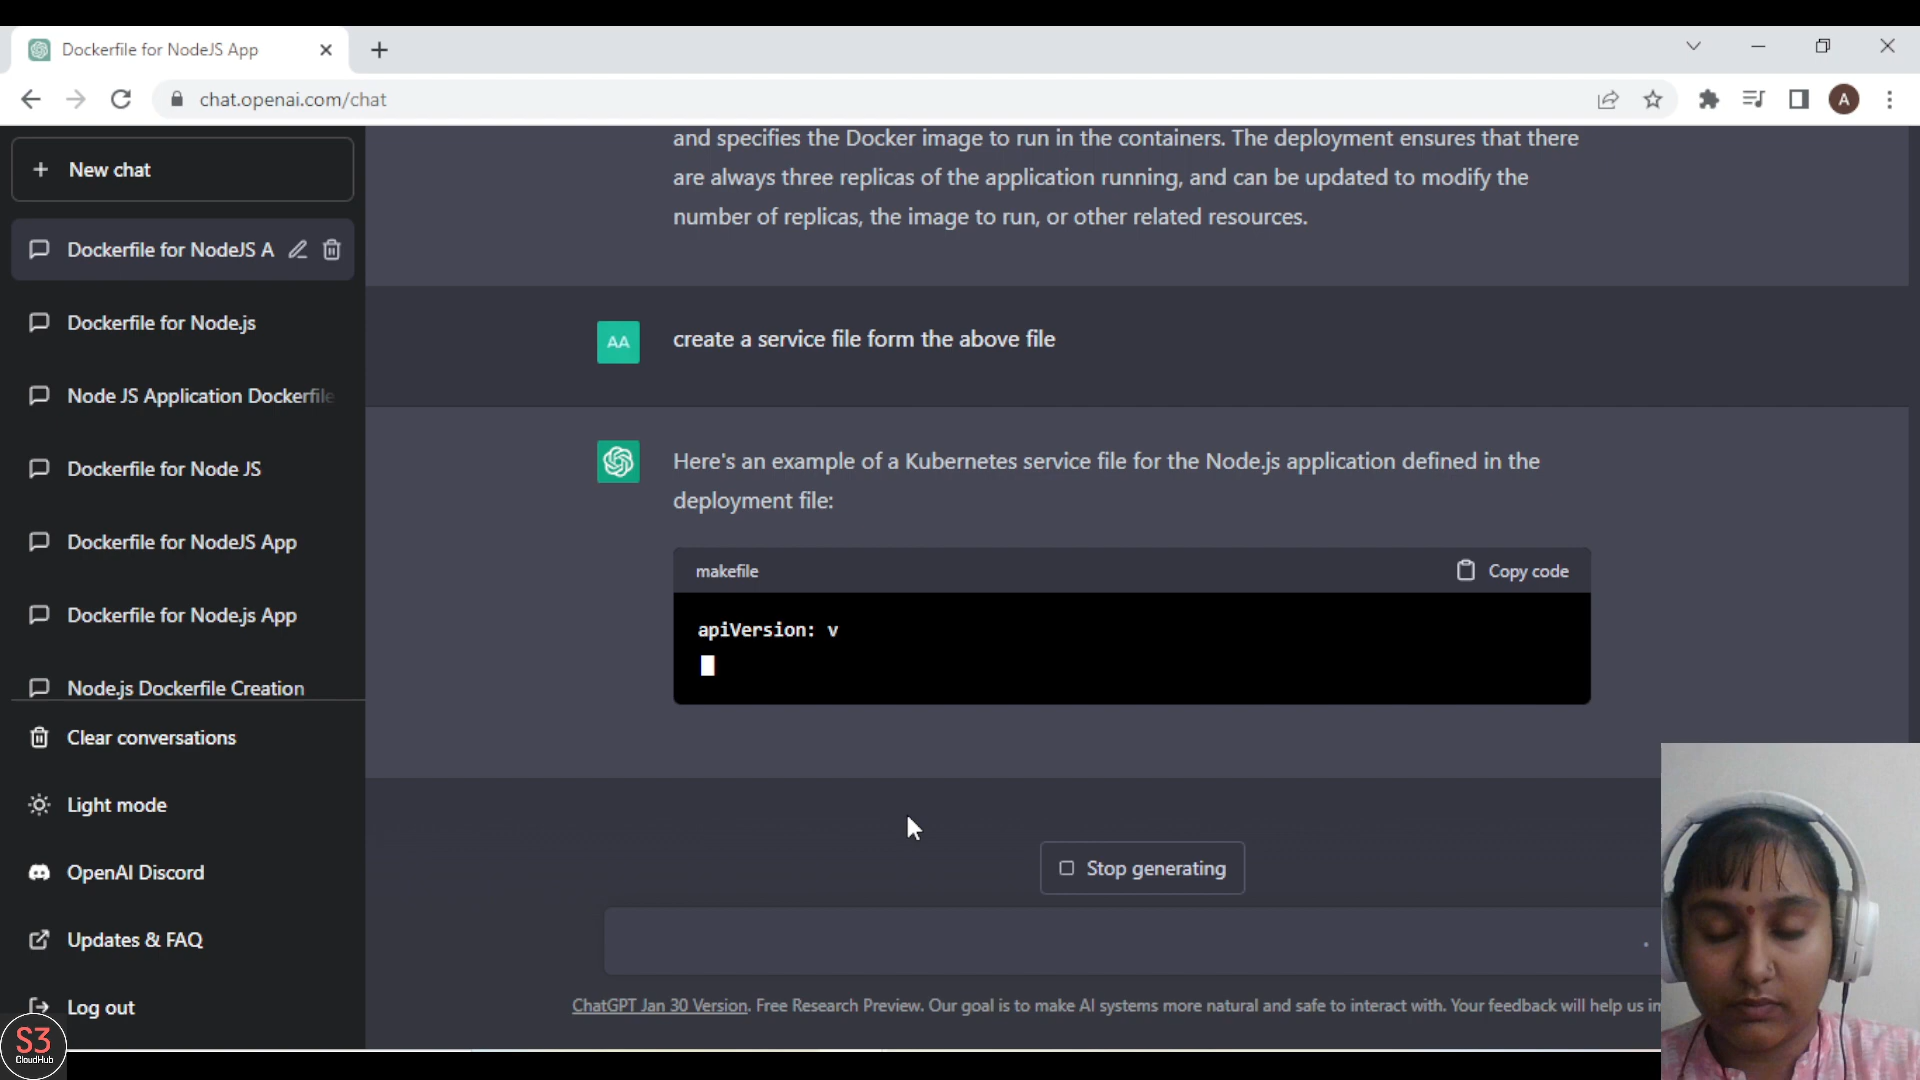 Dockerfile for NodeJS App
chat.openai.com/chat
A
New chat
Dockerfile for NodeJS A
Dockerfile for Node.js
Node JS Application Dockerfile
Dockerfile for Node JS
Dockerfile for NodeJS App
Dockerfile for Node.js App
Node.js Dockerfile Creation
Clear conversations
Light mode
OpenAI Discord
Updates & FAQ
Log out
S3
CloudHub
and specifies the Docker image to run in the containers. The deployment ensures that there
are always three replicas of the application running, and can be updated to modify the
number of replicas, the image to run, or other related resources.
AA
create a service file form the above file
Here's an example of a Kubernetes service file for the Node.js application defined in the
deployment file:
makefile
Copy code
apiVersion: v
Stop generating
ChatGPT Jan 30 Version. Free Research Preview. Our goal is to make AI systems more natural and safe to interact with. Your feedback will help us